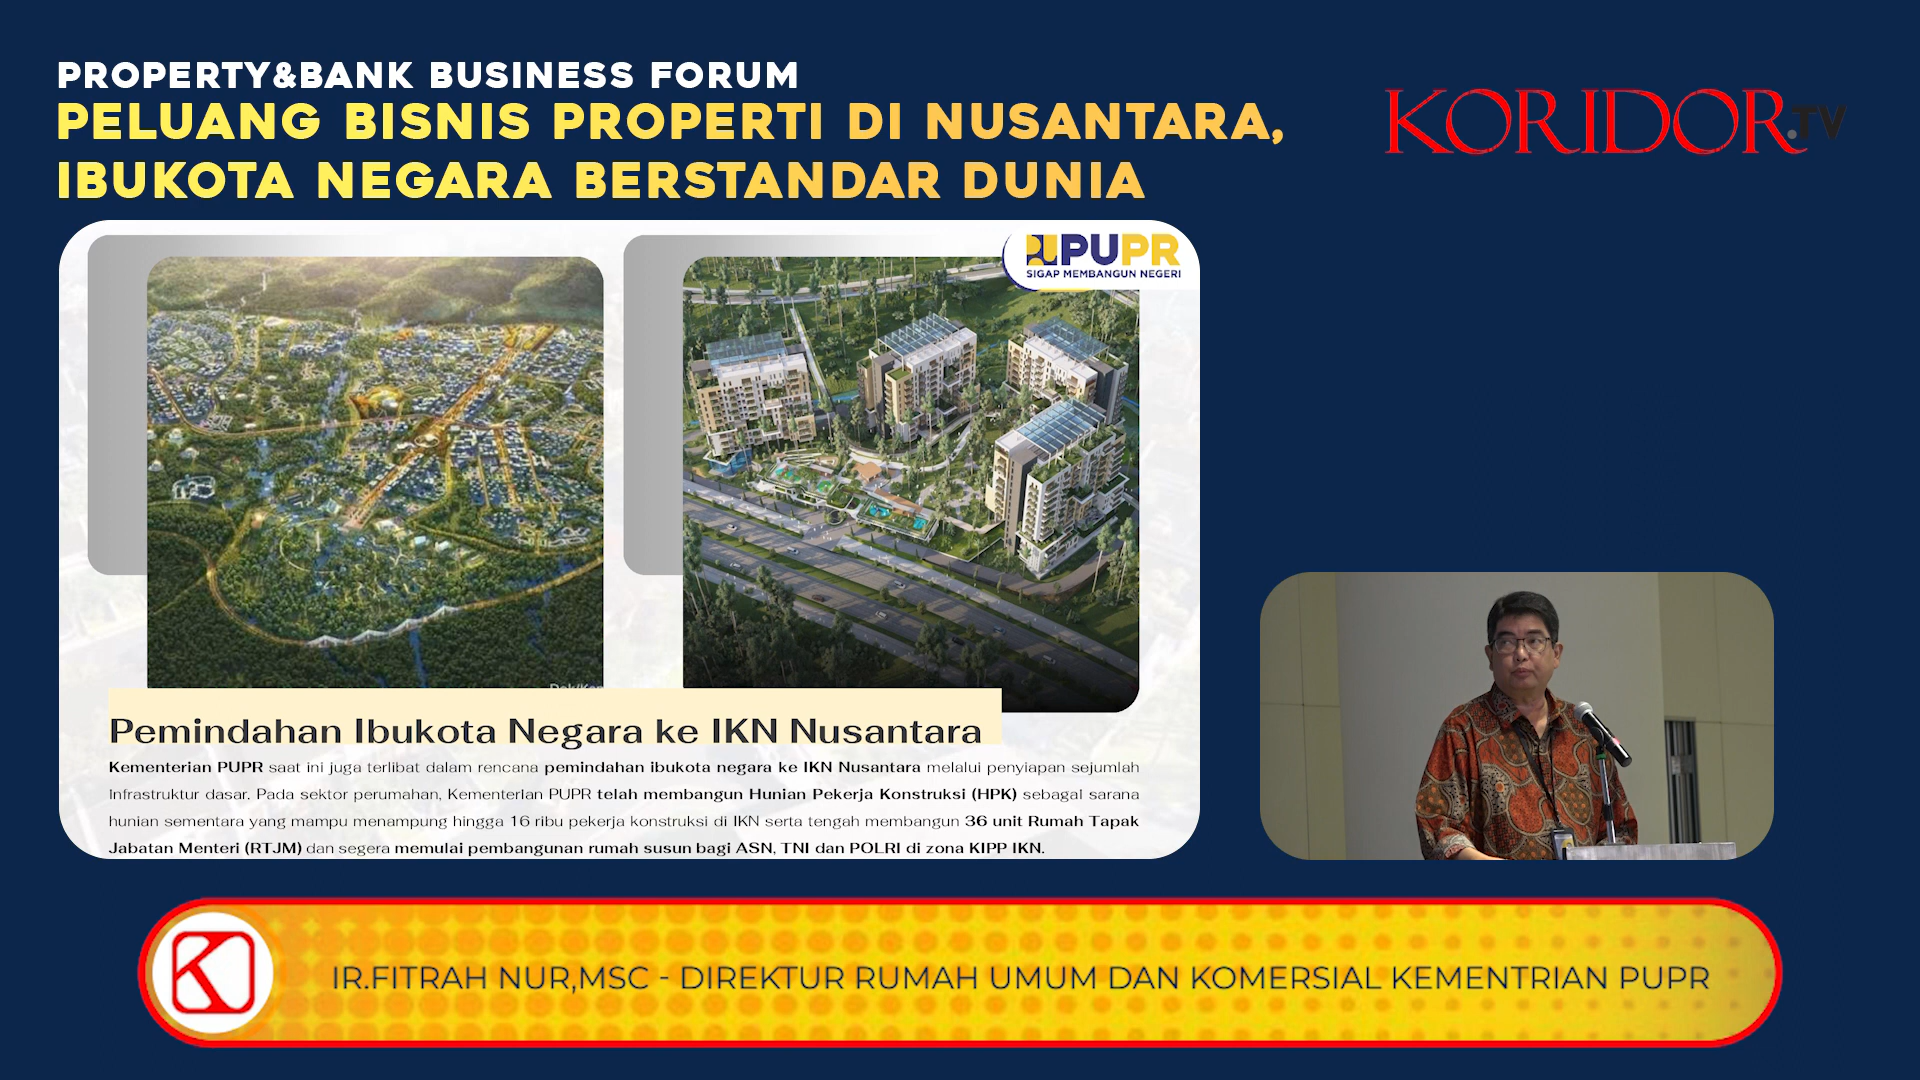 PROPERTY&BANK BUSINESS FORUM
PELUANG BISNIS PROPERTI DI NUSANTARA,
IBUKOTA NEGARA BERSTANDAR DUNIA
KORIDOR.TV
PUPR
SIGAP MEMBANGUN NEGERI
Pemindahan Ibukota Negara ke IKN Nusantara
Kementerian PUPR saat ini juga terlibat dalam rencana pemindahan ibukota negara ke IKN Nusantara melalui penyiapan sejumlah
Infrastruktur dasar. Pada sektor perumahan, Kementerian PUPR telah membangun Hunian Pekerja Konstruksi (HPK) sebagai sarana
hunian sementara yang mampu menampung hingga 16 ribu pekerja konstruksi di IKN serta tengah membangun 36 unit Rumah Tapak
Jabatan Menteri (RTJM) dan segera memulai pembangunan rumah susun bagi ASN, TNI dan POLRI di zona KIPP IKN.
K
IR.FITRAH NUR,MSC - DIREKTUR RUMAH UMUM DAN KOMERSIAL KEMENTRIAN PUPR